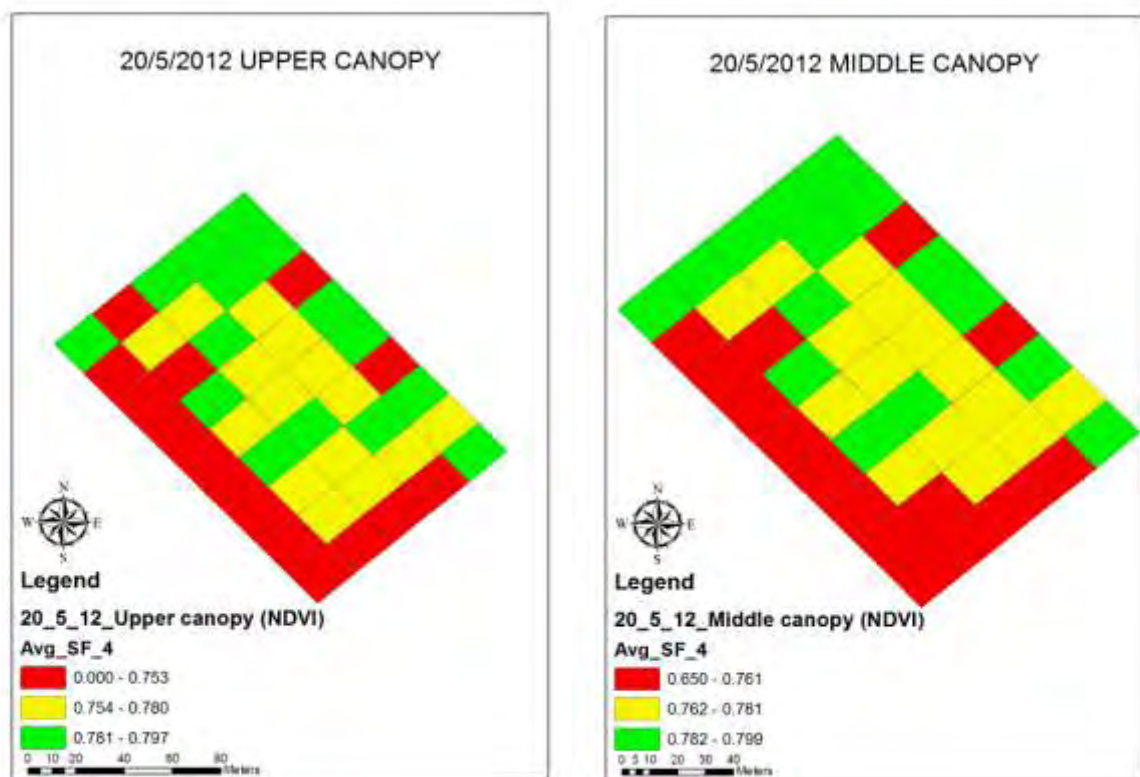 20/5/2012 UPPER CANOPY
N
W E
S
Legend
20_5_12_Upper canopy (NDVI)
Avg_SF_4
0.000 - 0.753
0.754 - 0.780
0.781 - 0.797
0 10 20 40 60 80
Meters
20/5/2012 MIDDLE CANOPY
N
W E
S
Legend
20_5_12_Middle canopy (NDVI)
Avg_SF_4
0.650 - 0.761
0.762 - 0.781
0.782 - 0.799
0 5 10 20 30 40
Meters